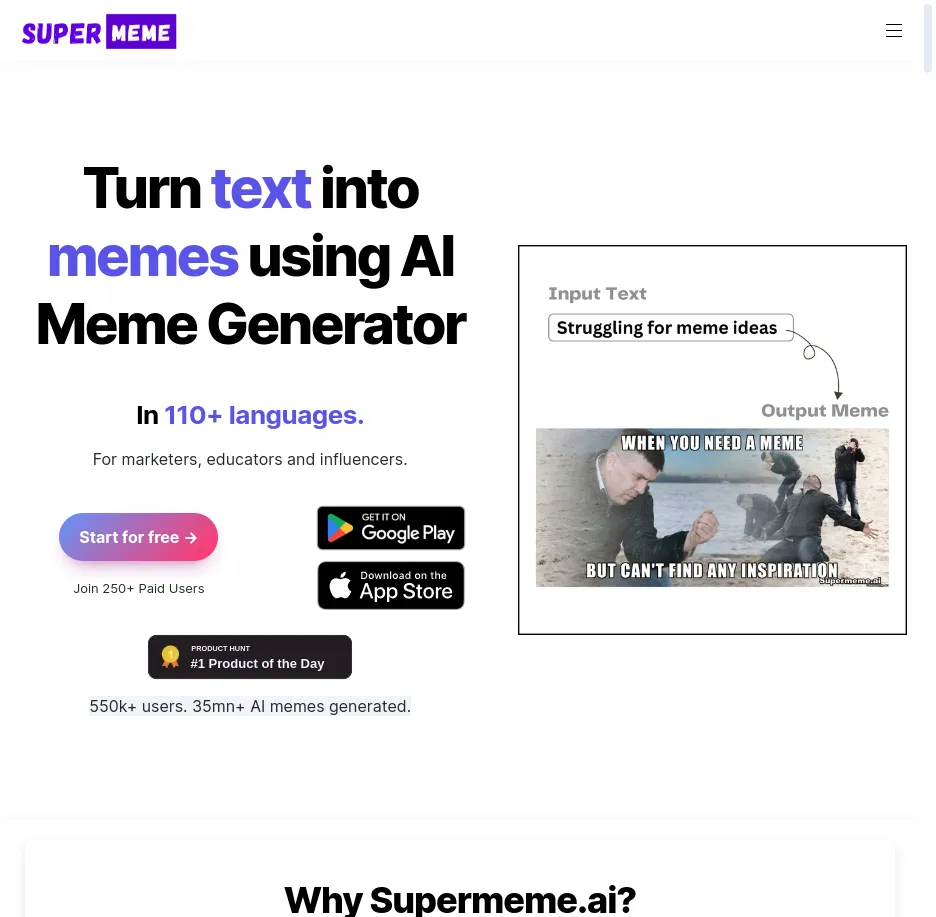 SUPER MEME
Turn text into
memes using AI
Meme Generator
In 110+ languages.
For marketers, educators and influencers.
Start for free →
Join 250+ Paid Users
GET IT ON
Google Play
Download on the
App Store
PRODUCT HUNT
1
#1 Product of the Day
550k+ users. 35mn+ AI memes generated.
Input Text
Struggling for meme ideas
Output Meme
WHEN YOU NEED A MEME
BUT CAN'T FIND ANY INSPIRATION
Supermeme.ai
Why Supermeme.ai?